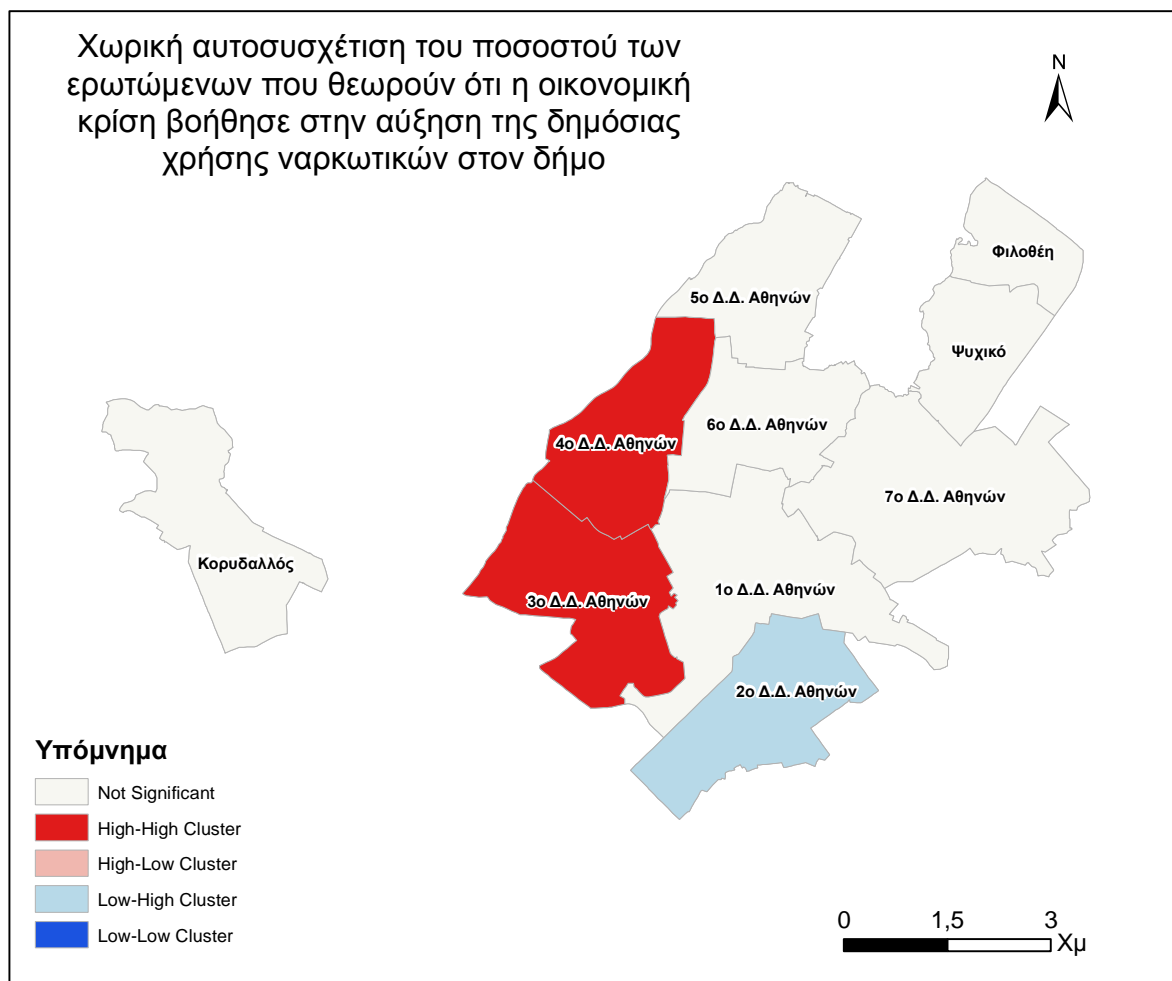 Χωρική αυτοσυσχέτιση του ποσοστού των
ερωτώμενων που θεωρούν ότι η οικονομική
κρίση βοήθησε στην αύξηση της δημόσιας
χρήσης ναρκωτικών στον δήμο
N
Φιλοθέη
5ο Δ.Δ. Αθηνών
Ψυχικό
6ο Δ.Δ. Αθηνών
4ο Δ.Δ. Αθηνών
7ο Δ.Δ. Αθηνών
Κορυδαλλός
1ο Δ.Δ. Αθηνών
3ο Δ.Δ. Αθηνών
2ο Δ.Δ. Αθηνών
Υπόμνημα
Not Significant
High-High Cluster
High-Low Cluster
Low-High Cluster
Low-Low Cluster
0 1,5 3
Χμ